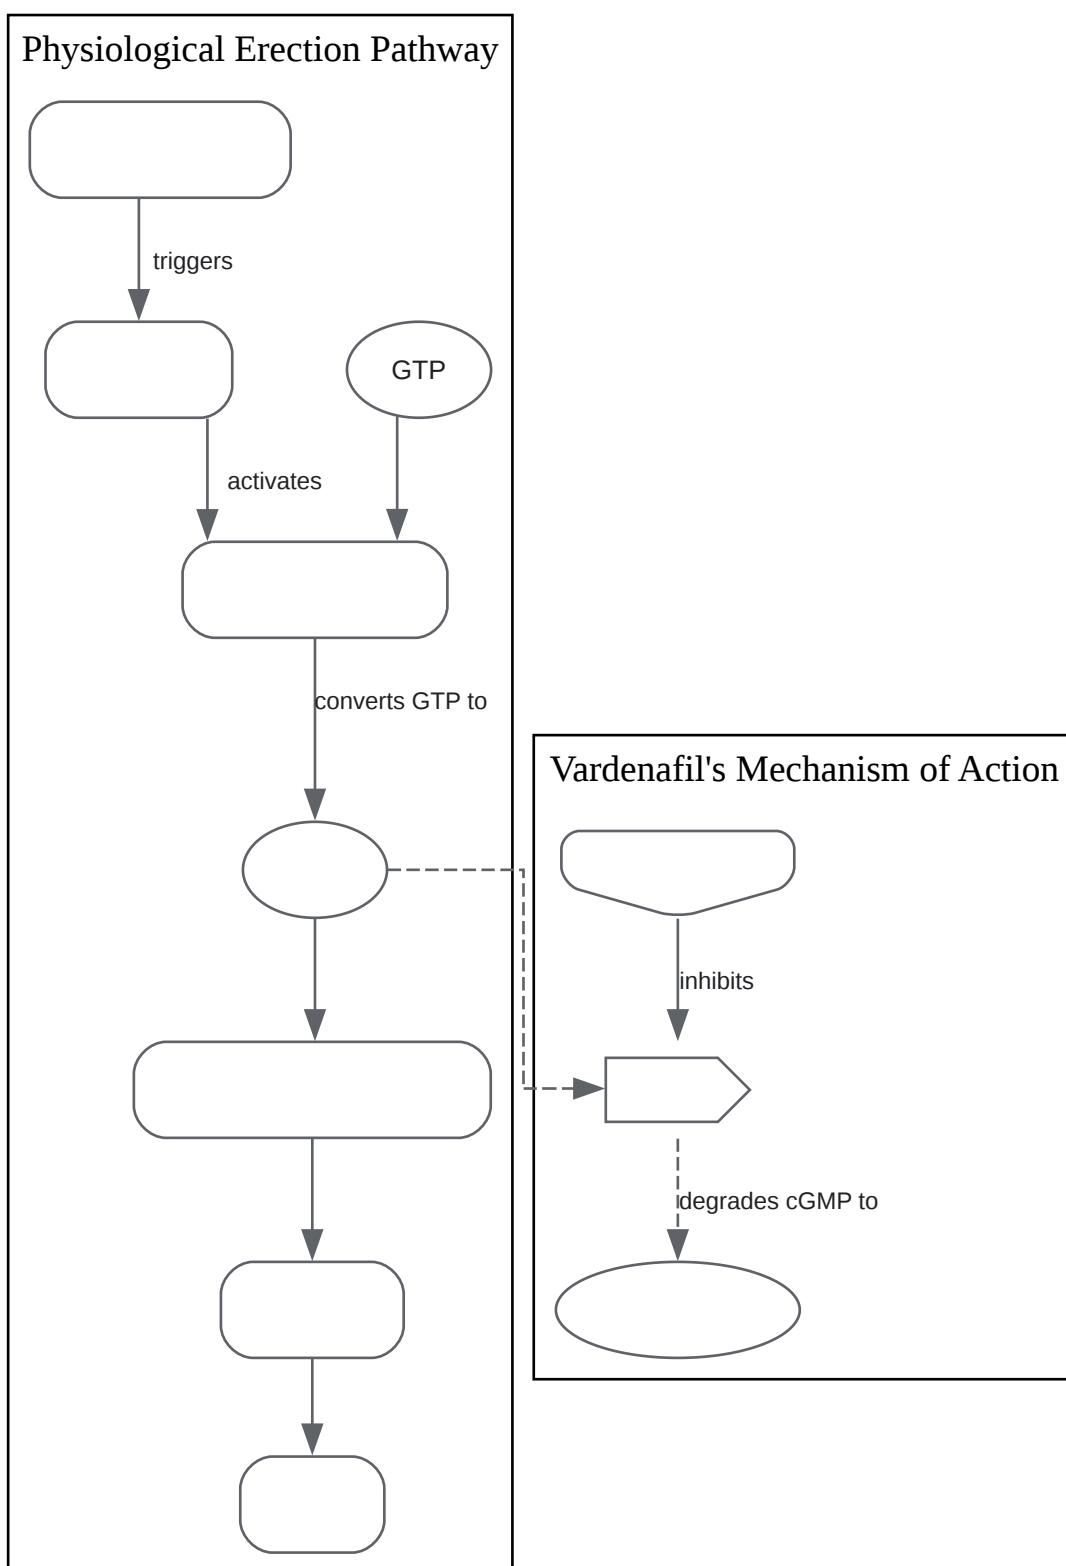 Physiological Erection Pathway
triggers
GTP
activates
converts GTP to
Vardenafil's Mechanism of Action
inhibits
degrades cGMP to